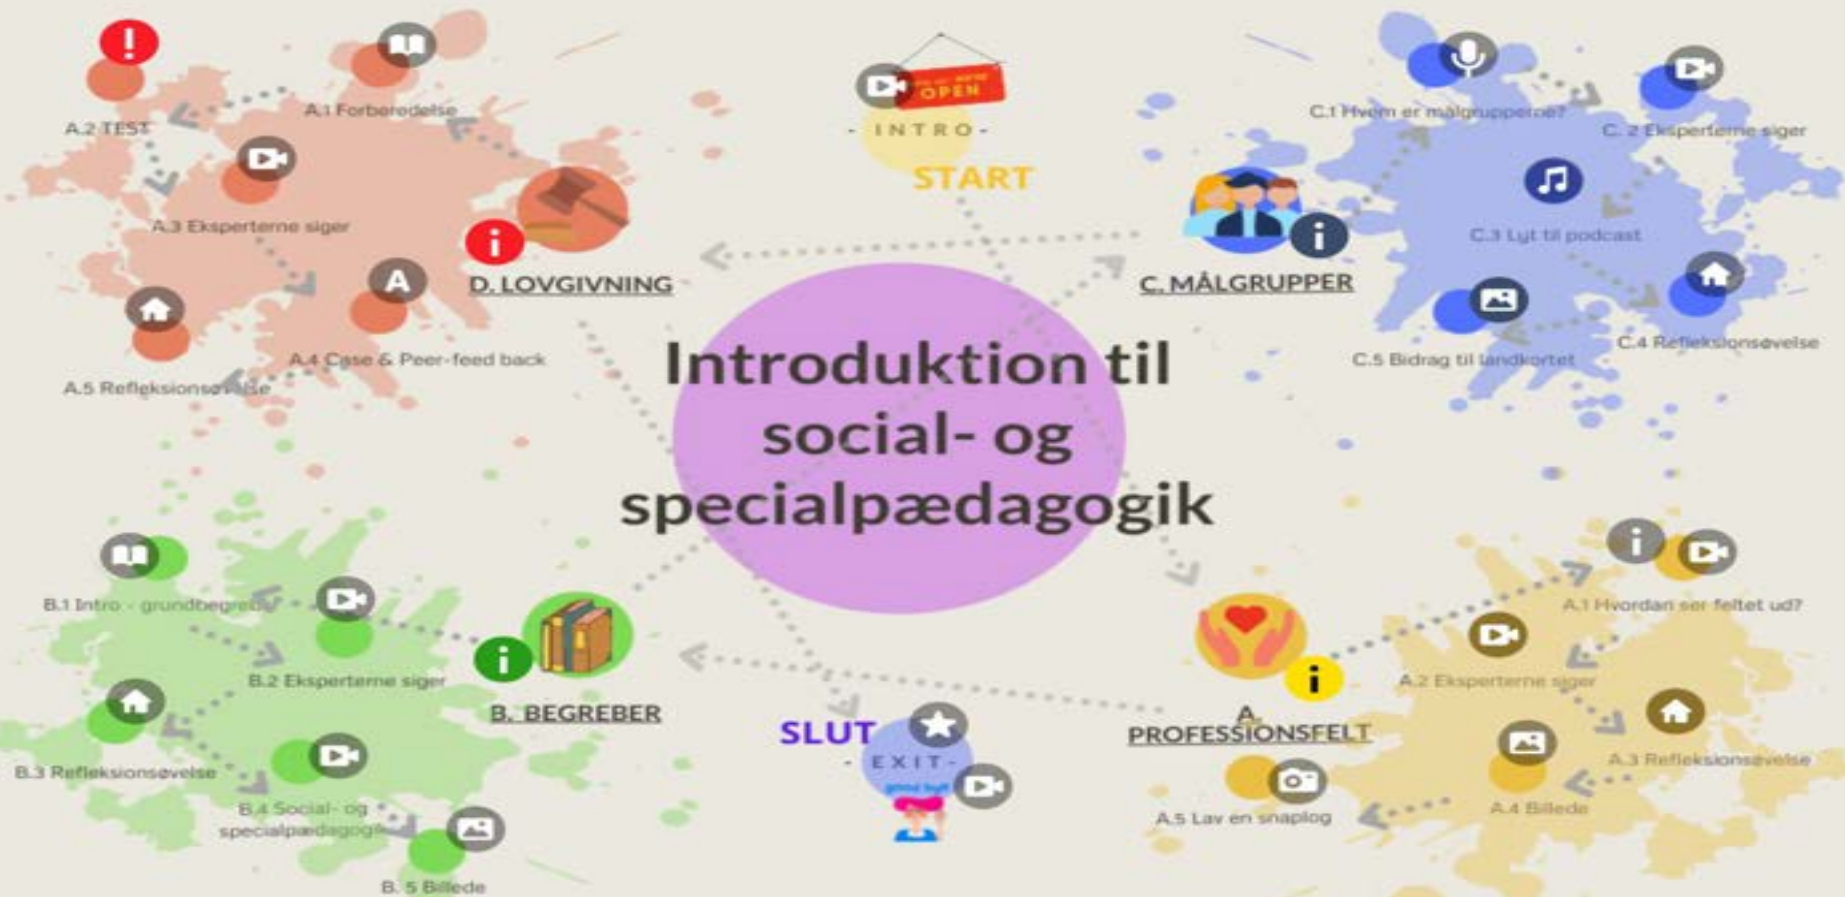 OPEN
- INTRO -
START
A.2 TEST
A.1 Forberedelse
A.3 Eksperterne siger
D. LOVGIVNING
A.4 Case & Peer-feed back
A.5 Refleksionsøvelse
C.1 Hvem er målgrupperne?
C. 2 Eksperterne siger
C.3 Lyt til podcast
C. MÅLGRUPPER
C.4 Refleksionsøvelse
C.5 Bidrag til landkortet
Introduktion til
social- og
specialpædagogik
B.1 Intro - grundbegreber
B.2 Eksperterne siger
B. BEGREBER
B.3 Refleksionsøvelse
B.4 Social- og
specialpædagogik
B. 5 Billede
SLUT
- EXIT -
good bye
A.
PROFESSIONSFELT
A.1 Hvordan ser feltet ud?
A.2 Eksperterne siger
A.3 Refleksionsøvelse
A.4 Billede
A.5 Lav en snaplog